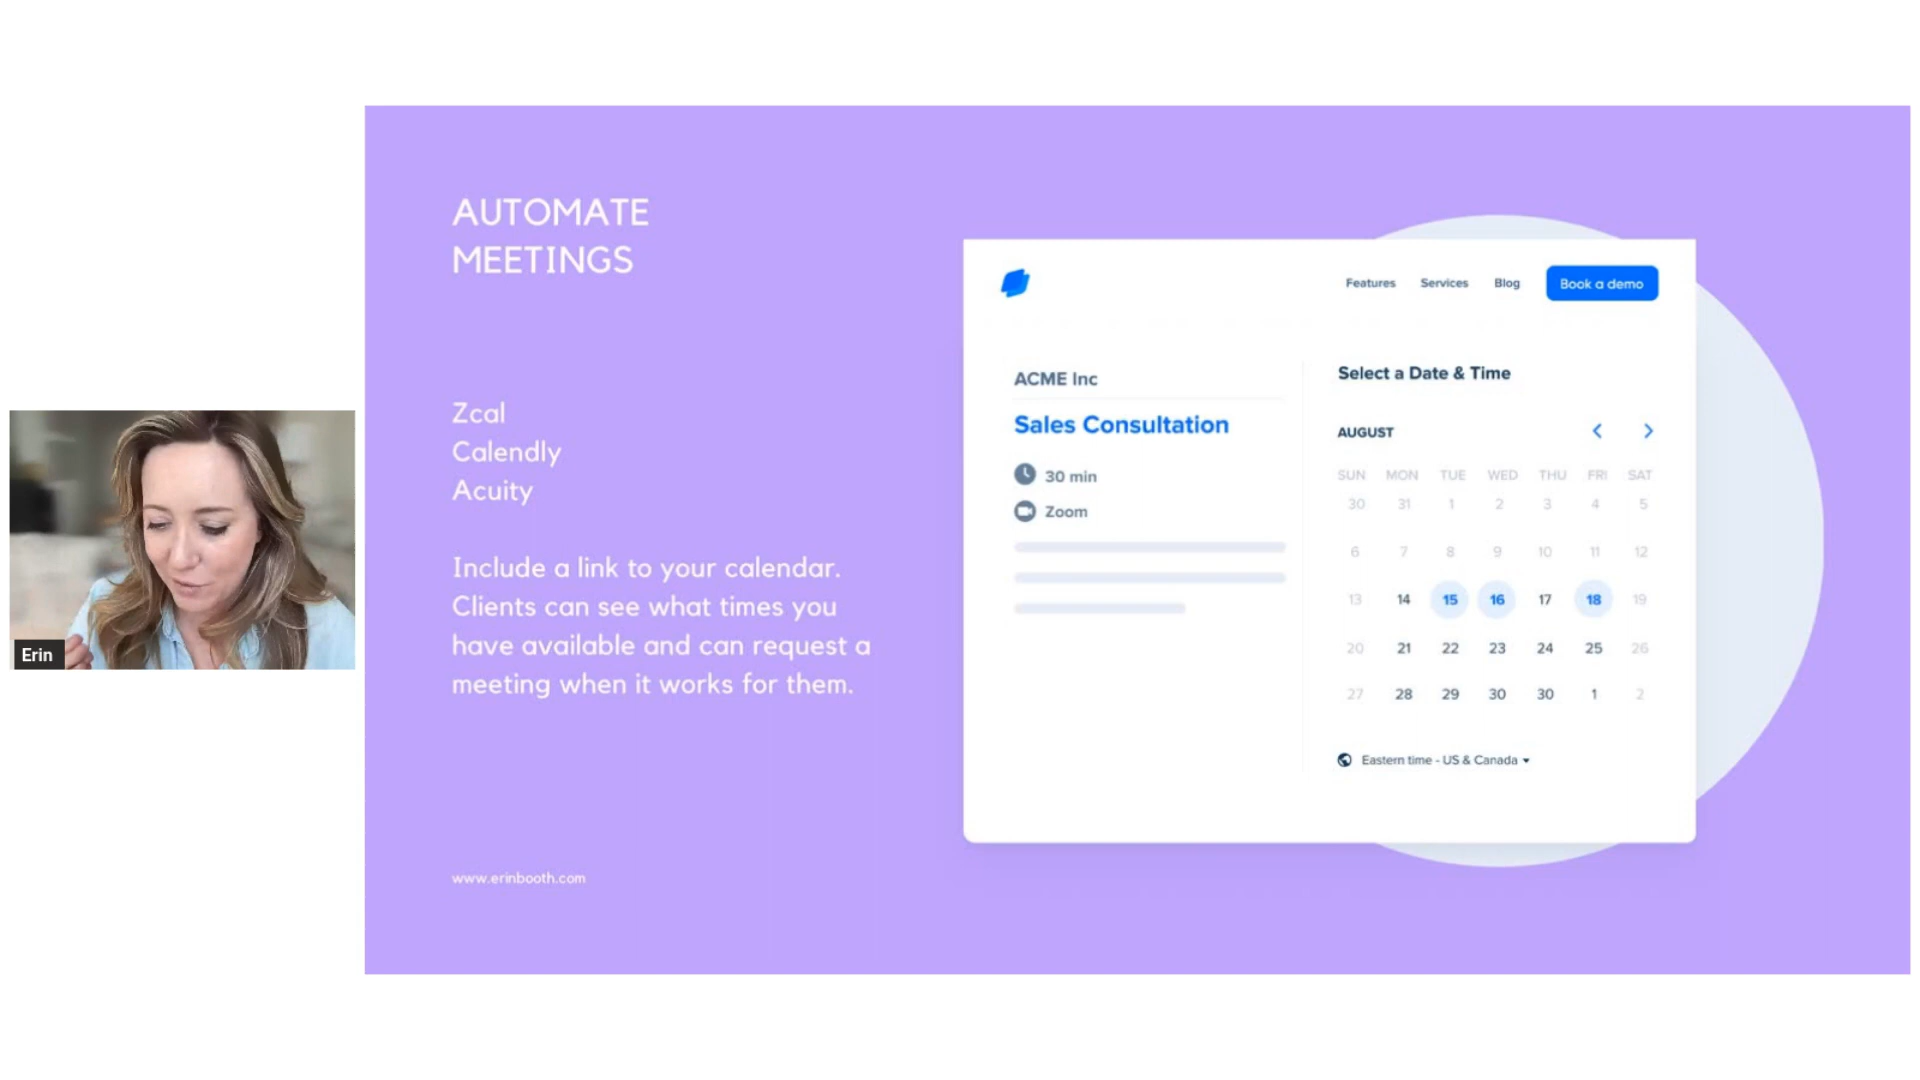 AUTOMATE
MEETINGS
Zcal
Calendly
Acuity
Include a link to your calendar.
Clients can see what times you
have available and can request a
meeting when it works for them.
www.erinbooth.com
Erin
Features Services Blog Book a demo
ACME Inc
Sales Consultation
30 min
Zoom
Select a Date & Time
AUGUST
SUN MON TUE WED THU FRI SAT
30 31 1 2 3 4 5
6 7 8 9 10 11 12
13 14 15 16 17 18 19
20 21 22 23 24 25 26
27 28 29 30 30 1 2
Eastern time - US & Canada